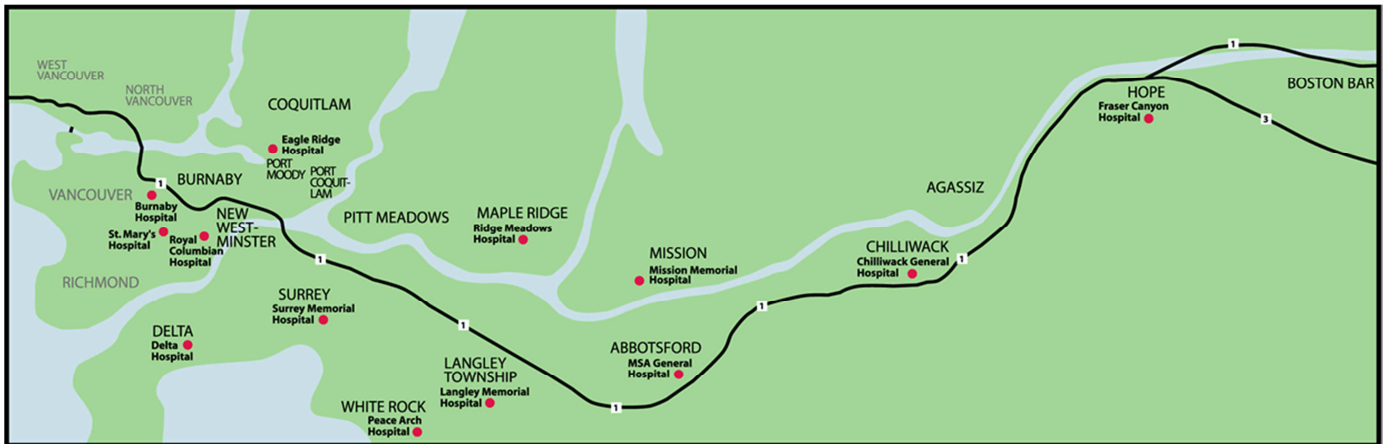 WEST
VANCOUVER
NORTH
VANCOUVER
COQUITLAM
Eagle Ridge
Hospital
PORT
MOODY
PORT
COQUIT-
LAM
BURNABY
VANCOUVER
1
Burnaby
Hospital
St. Mary's
Hospital
Royal
Columbian
Hospital
NEW
WEST-
MINSTER
RICHMOND
PITT MEADOWS
MAPLE RIDGE
Ridge Meadows
Hospital
1
SURREY
Surrey Memorial
Hospital
DELTA
Delta
Hospital
1
LANGLEY
TOWNSHIP
Langley Memorial
Hospital
WHITE ROCK
Peace Arch
Hospital
MISSION
Mission Memorial
Hospital
ABBOTSFORD
MSA General
Hospital
1
1
AGASSIZ
CHILLIWACK
Chilliwack General
Hospital
1
HOPE
Fraser Canyon
Hospital
1
3
BOSTON BAR